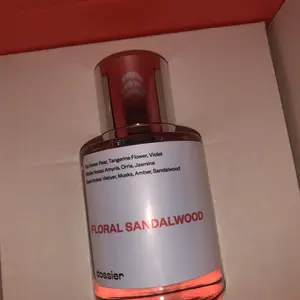 Top Notes: Pear, Tangerine Flower, Violet
Middle Notes: Amyris, Orris, Jasmine
Base Notes: Vetiver, Musks, Amber, Sandalwood
FLORAL SANDALWOOD
dossier